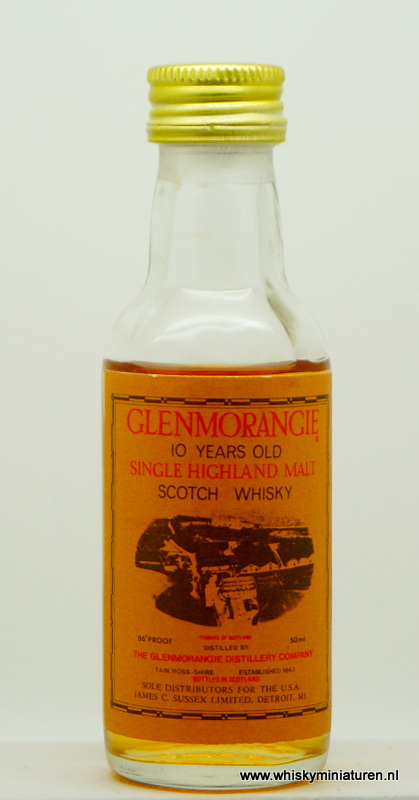 GLENMORANGIE
10 YEARS OLD
SINGLE HIGHLAND MALT
SCOTCH WHISKY
86° PROOF 50ml
PRODUCE OF SCOTLAND
DISTILLED BY
THE GLENMORANGIE DISTILLERY COMPANY
TAIN ROSS-SHIRE ESTABLISHED 1843
BOTTLED IN SCOTLAND
SOLE DISTRIBUTORS FOR THE U.S.A.
JAMES C. SUSSEX LIMITED, DETROIT, MI.
www.whiskyminiaturen.nl